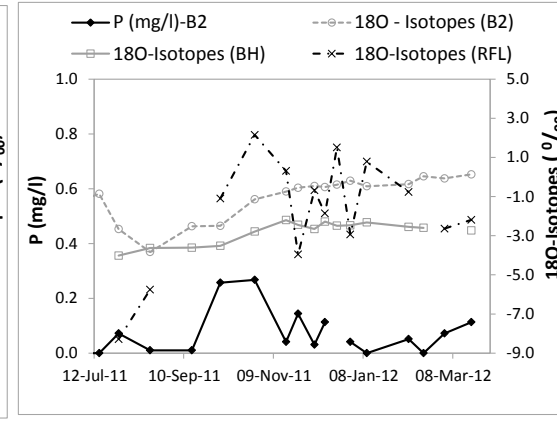 P (mg/l)-B2 18O - Isotopes (B2)
18O-Isotopes (BH) 18O-Isotopes (RFL)
1.0 5.0
0.8 3.0
1.0
0.6 -1.0
0.4 -3.0
-5.0
0.2 -7.0
0.0 -9.0
P (mg/l)
18O-Isotopes (⁰/₀₀)
12-Jul-11 10-Sep-11 09-Nov-11 08-Jan-12 08-Mar-12